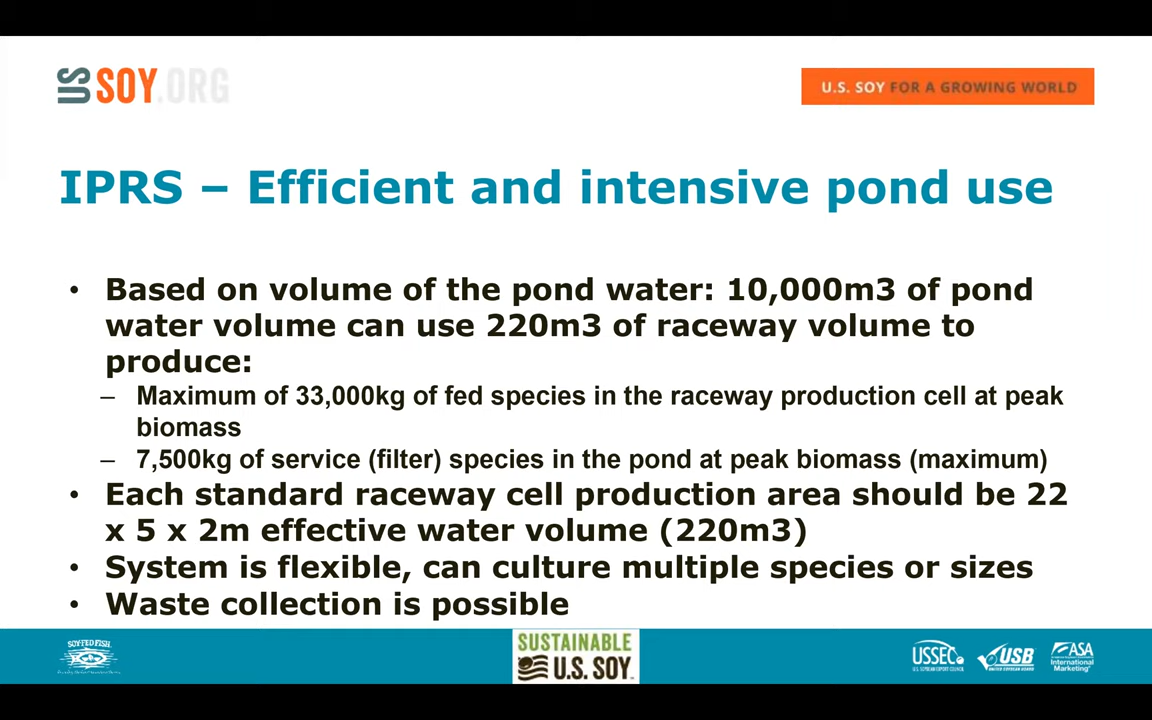 US SOY.ORG
U.S. SOY FOR A GROWING WORLD
IPRS – Efficient and intensive pond use
• Based on volume of the pond water: 10,000m3 of pond
water volume can use 220m3 of raceway volume to
produce:
– Maximum of 33,000kg of fed species in the raceway production cell at peak
biomass
– 7,500kg of service (filter) species in the pond at peak biomass (maximum)
• Each standard raceway cell production area should be 22
x 5 x 2m effective water volume (220m3)
• System is flexible, can culture multiple species or sizes
• Waste collection is possible
SOY-FED FISH
SUSTAINABLE
U.S. SOY
USSEC
U.S. SOYBEAN EXPORT COUNCIL
USB
UNITED SOYBEAN BOARD
ASA
International
Marketing